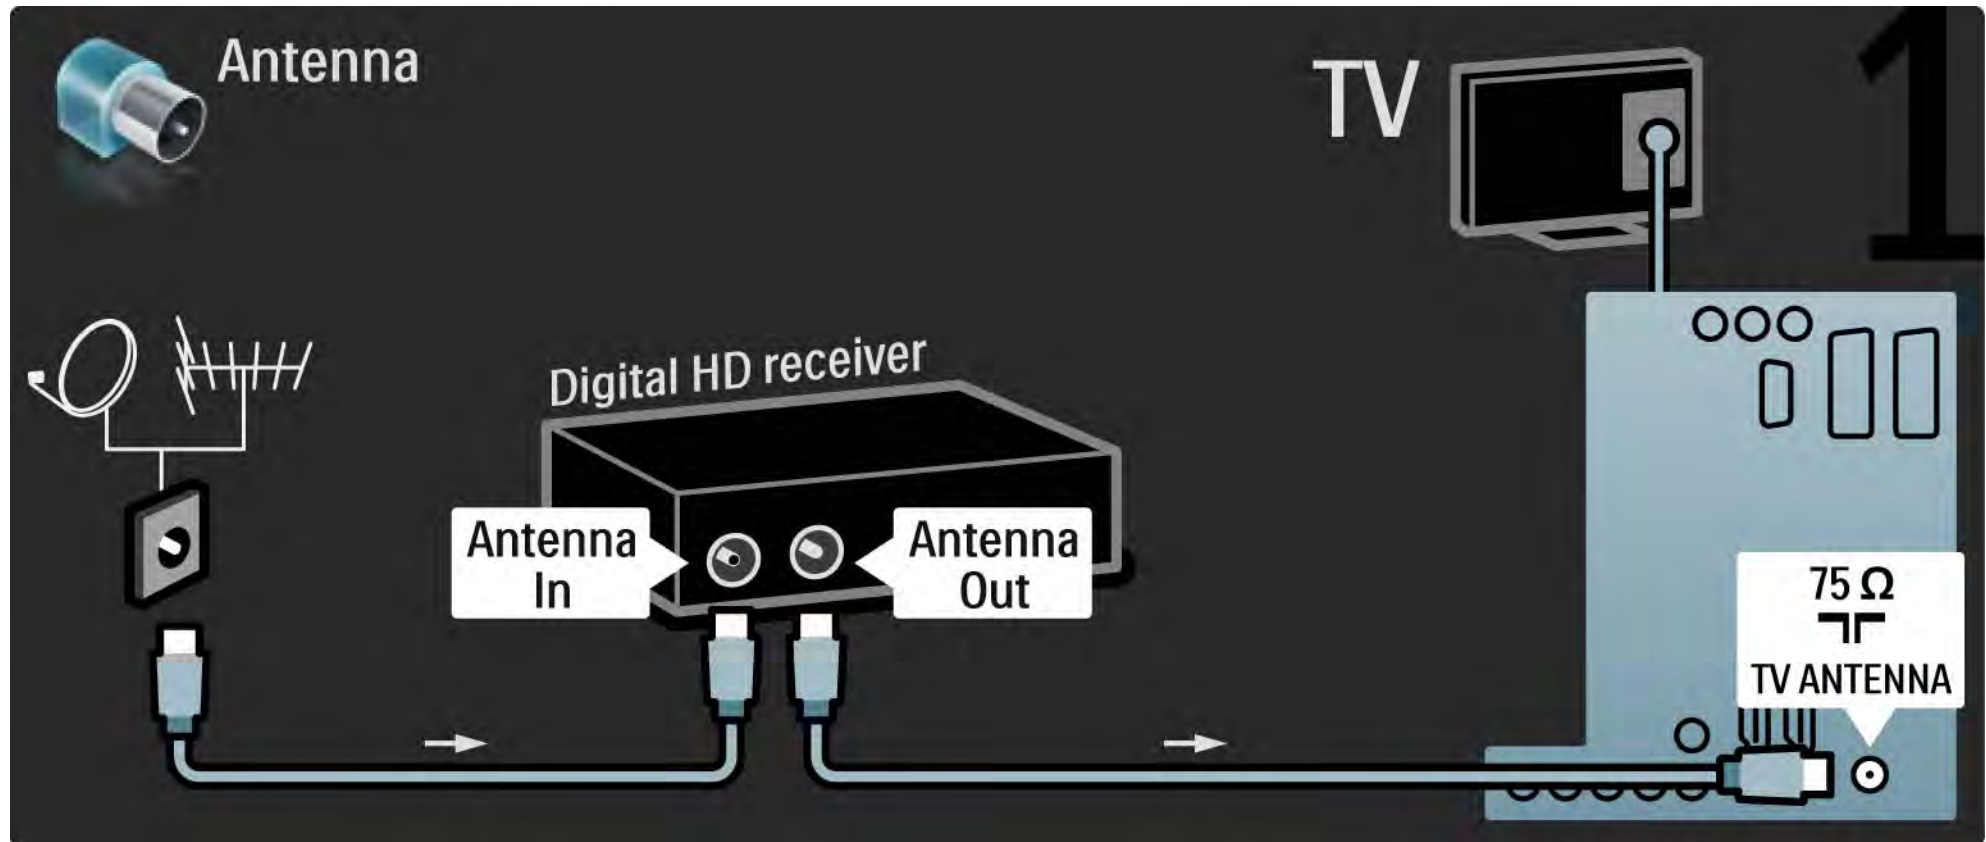 Antenna
TV
1
Digital HD receiver
Antenna
In
Antenna
Out
75 Ω
TV ANTENNA